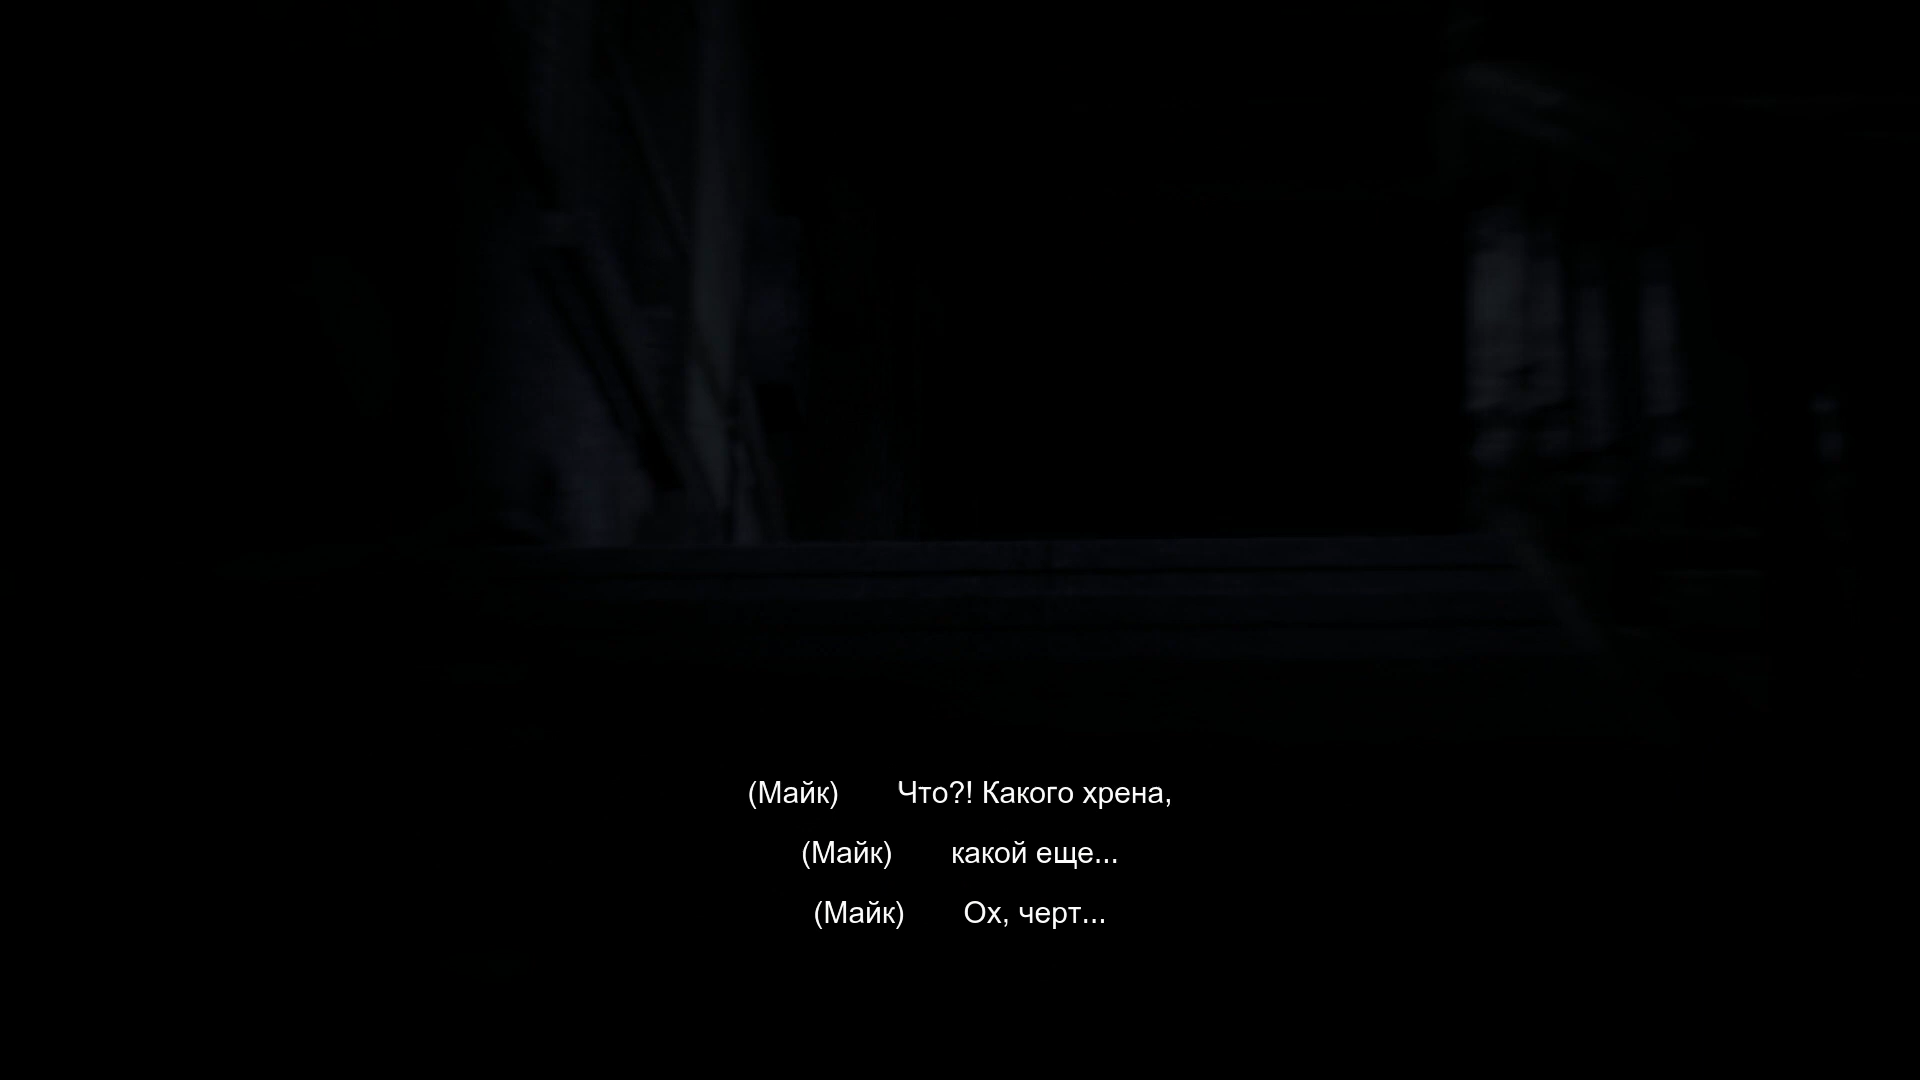 (Майк) Что?! Какого хрена,
(Майк) какой еще...
(Майк) Ох, черт...